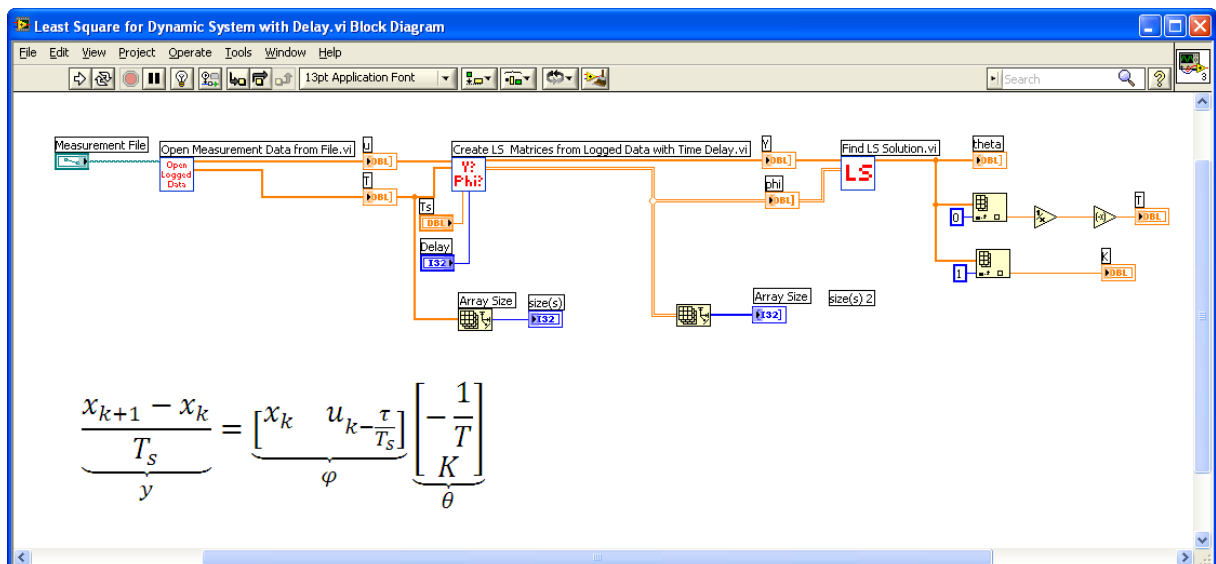 Least Square for Dynamic System with Delay.vi Block Diagram
File Edit View Project Operate Tools Window Help
13pt Application Font
Search
3
Measurement File
Open Measurement Data from File.vi
u
Create LS Matrices from Logged Data with Time Delay.vi
Y
Find LS Solution.vi
theta
Open Logged Data
DBL]
Y? Phi?
DBL]
LS
DBL]
T
DBL]
phi
DBL]
Ts
DBL
0
1/x
(-x)
T
DBL
Delay
I32
1
K
DBL
Array Size
size(s)
I32
Array Size
size(s) 2
I32]
x_{k+1} − x_k / T_s = [x_k u_{k−τ/T_s}] [−1/T K]
y φ θ